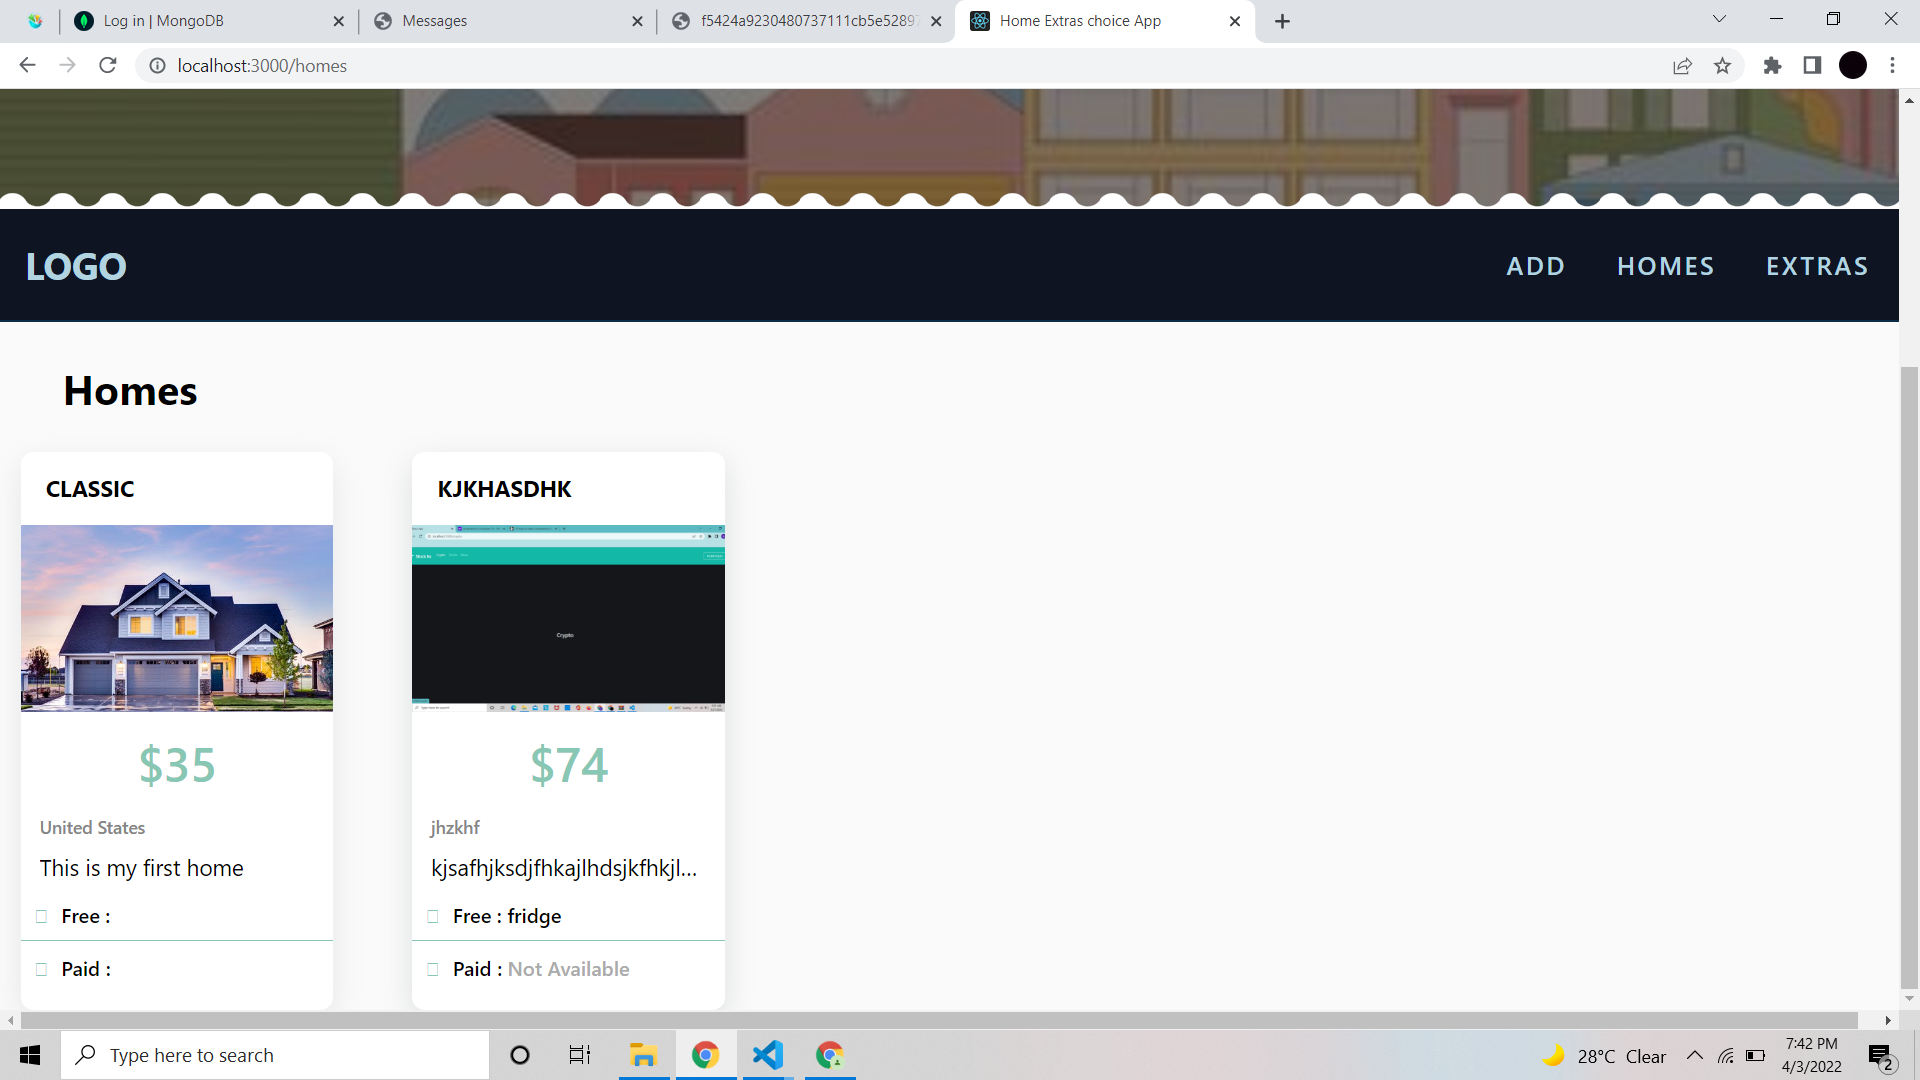 Log in | MongoDB
Messages
f5424a9230480737111cb5e52897
Home Extras choice App
localhost:3000/homes
LOGO
ADD HOMES EXTRAS
Homes
CLASSIC
$35
United States
This is my first home
Free :
Paid :
KJKHASDHK
Crypto
$74
jhzkhf
kjsafhjksdjfhkajlhdsjkfhkjl...
Free : fridge
Paid : Not Available
Type here to search
28°C Clear
7:42 PM
4/3/2022
2